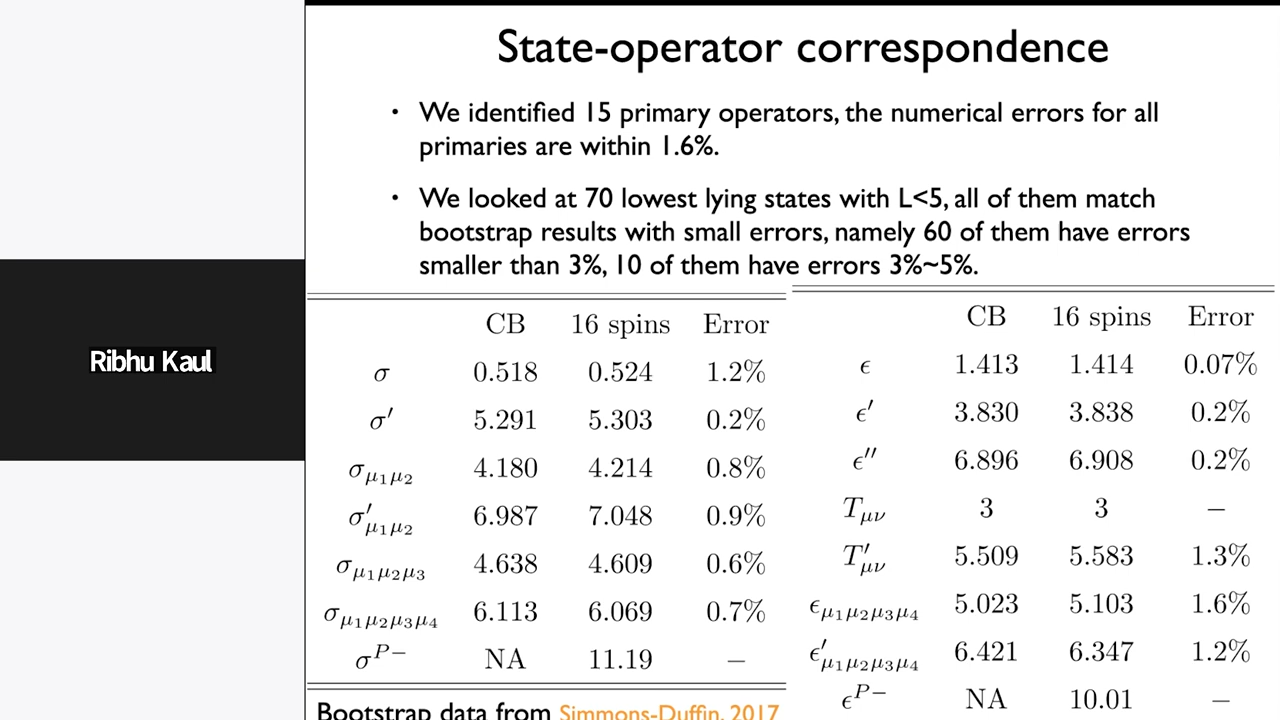 State-operator correspondence
• We identified 15 primary operators, the numerical errors for all
primaries are within 1.6%.
• We looked at 70 lowest lying states with L<5, all of them match
bootstrap results with small errors, namely 60 of them have errors
smaller than 3%, 10 of them have errors 3%~5%.
Ribhu Kaul
CB 16 spins Error
σ 0.518 0.524 1.2%
σ′ 5.291 5.303 0.2%
σμ₁μ₂ 4.180 4.214 0.8%
σ′μ₁μ₂ 6.987 7.048 0.9%
σμ₁μ₂μ₃ 4.638 4.609 0.6%
σμ₁μ₂μ₃μ₄ 6.113 6.069 0.7%
σP− NA 11.19 –
Bootstrap data from Simmons-Duffin, 2017
CB 16 spins Error
ϵ 1.413 1.414 0.07%
ϵ′ 3.830 3.838 0.2%
ϵ′′ 6.896 6.908 0.2%
Tμν 3 3 –
T′μν 5.509 5.583 1.3%
ϵμ₁μ₂μ₃μ₄ 5.023 5.103 1.6%
ϵ′μ₁μ₂μ₃μ₄ 6.421 6.347 1.2%
ϵP− NA 10.01 –